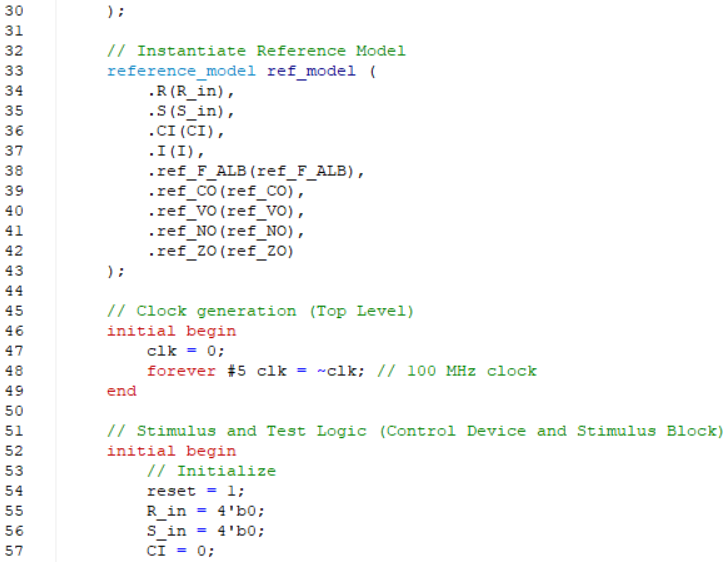 30 );
31
32 // Instantiate Reference Model
33 reference_model ref_model (
34 .R(R_in),
35 .S(S_in),
36 .CI(CI),
37 .I(I),
38 .ref_F_ALB(ref_F_ALB),
39 .ref_CO(ref_CO),
40 .ref_VO(ref_VO),
41 .ref_NO(ref_NO),
42 .ref_ZO(ref_ZO)
43 );
44
45 // Clock generation (Top Level)
46 initial begin
47 clk = 0;
48 forever #5 clk = ~clk; // 100 MHz clock
49 end
50
51 // Stimulus and Test Logic (Control Device and Stimulus Block)
52 initial begin
53 // Initialize
54 reset = 1;
55 R_in = 4'b0;
56 S_in = 4'b0;
57 CI = 0;